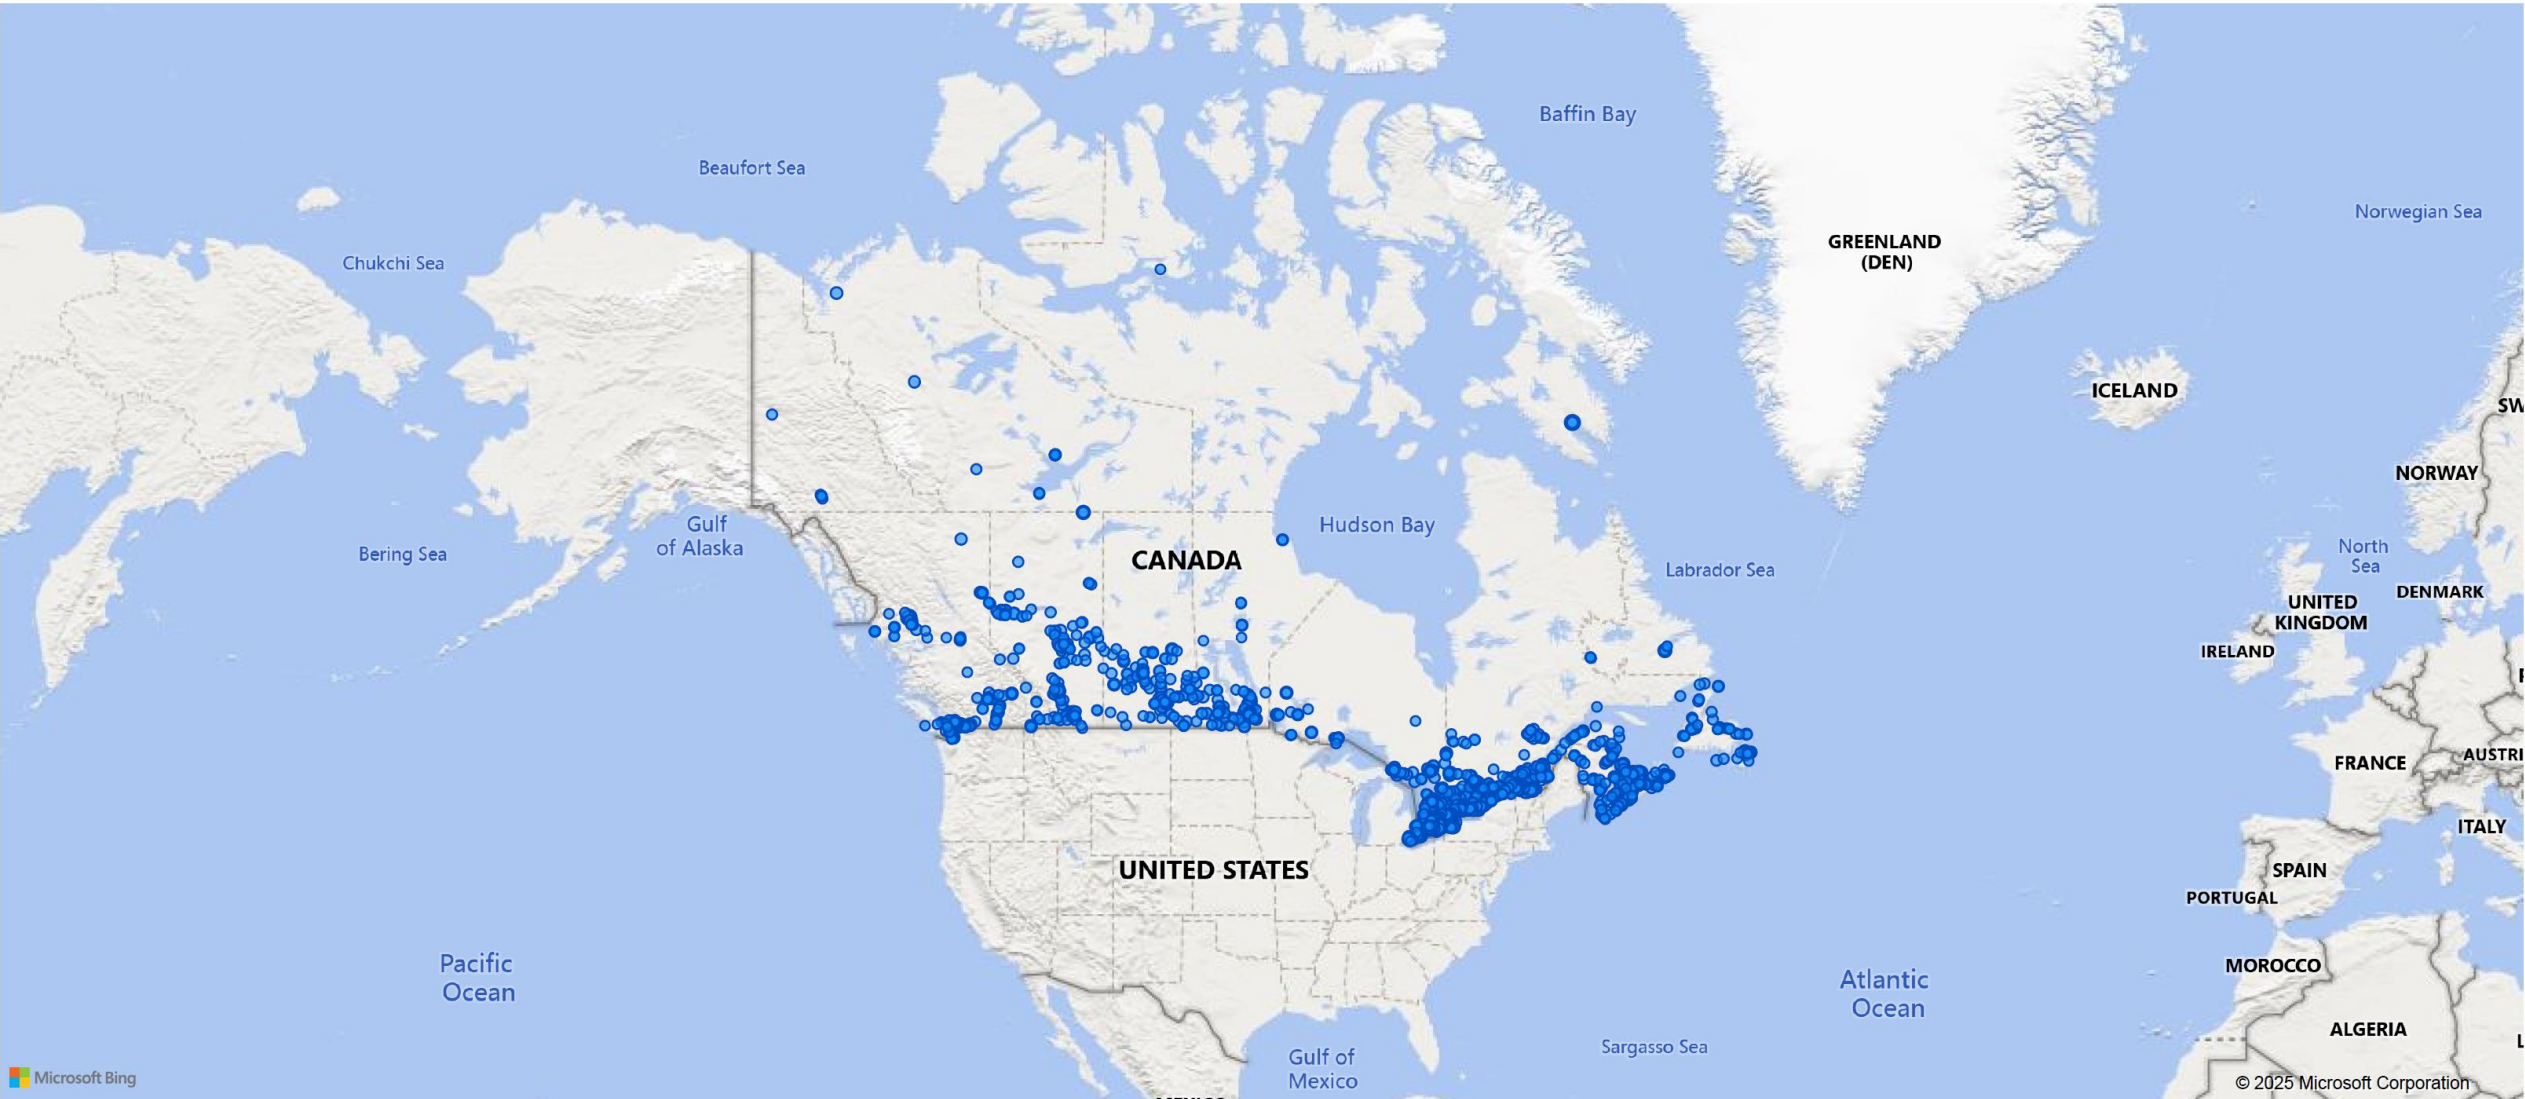 Baffin Bay
Beaufort Sea
Norwegian Sea
GREENLAND
(DEN)
Chukchi Sea
ICELAND
SW
NORWAY
Gulf
of Alaska
Hudson Bay
Bering Sea
CANADA
North
Sea
Labrador Sea
DENMARK
UNITED
KINGDOM
IRELAND
FRANCE
AUSTRI
ITALY
UNITED STATES
SPAIN
PORTUGAL
Pacific
Ocean
MOROCCO
Atlantic
Ocean
ALGERIA
Sargasso Sea
Gulf of
Mexico
Microsoft Bing
© 2025 Microsoft Corporation